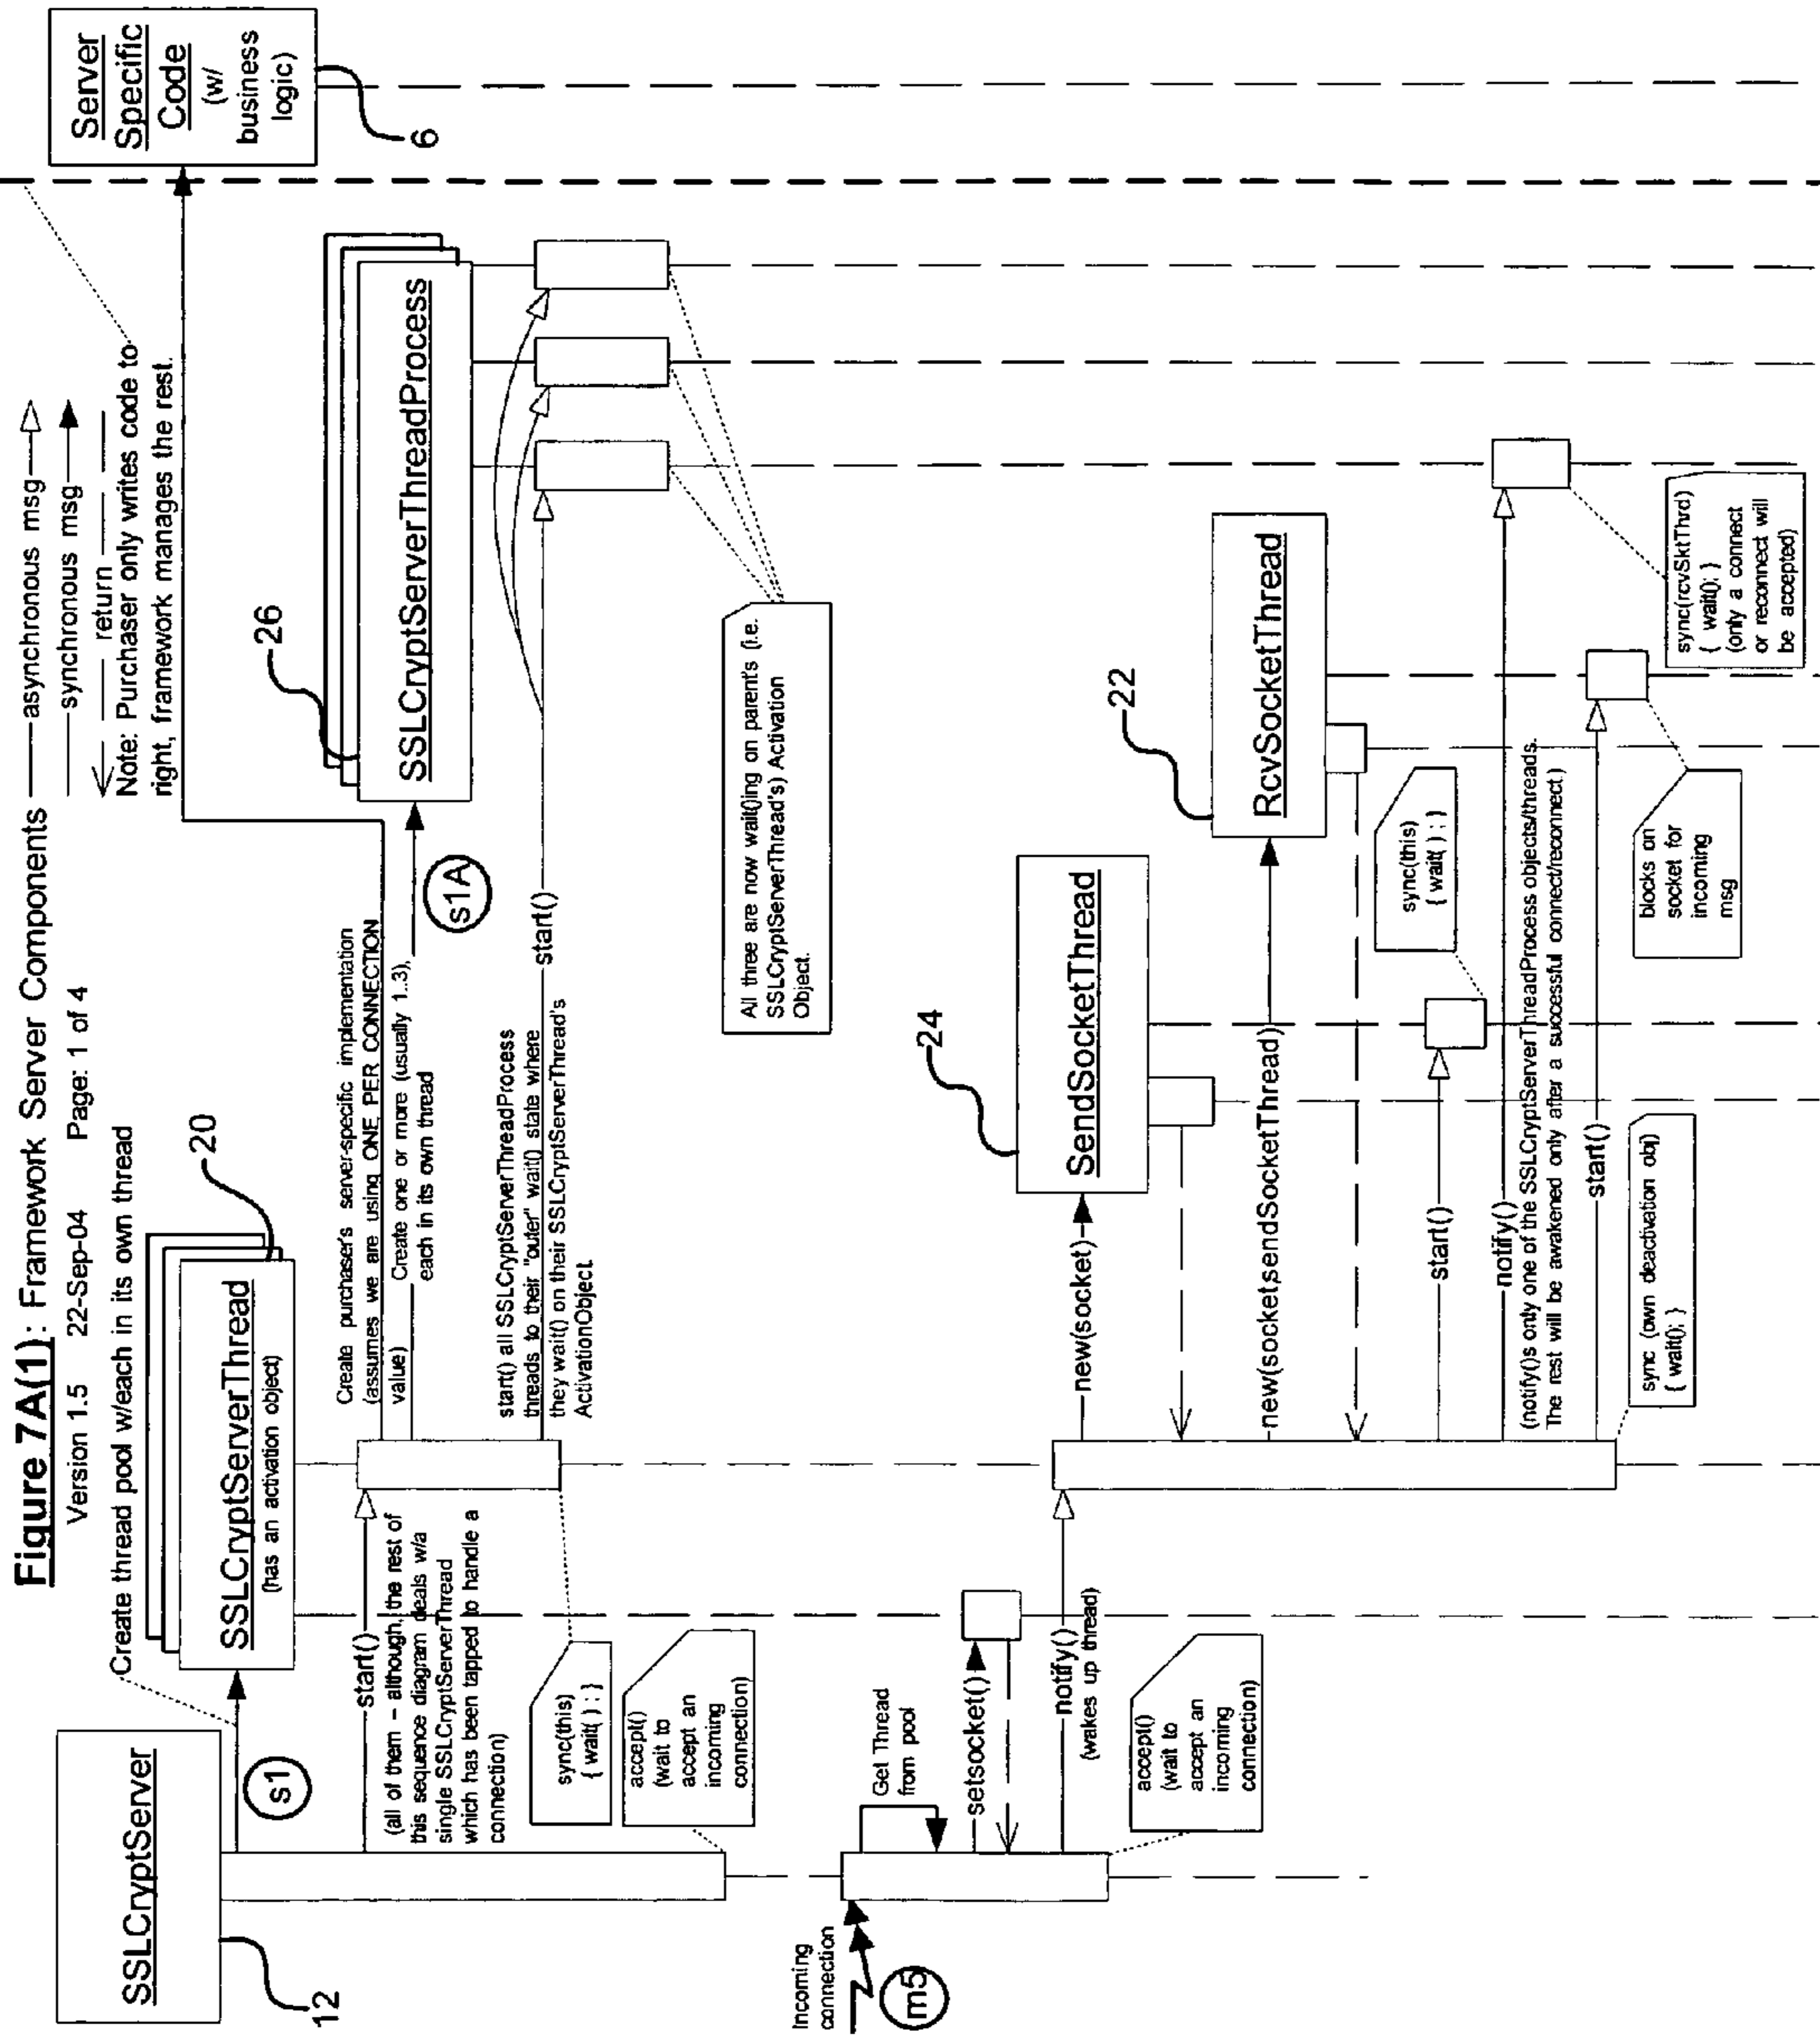 Figure 7A(1): Framework Server Components
Version 1.5 22-Sep-04 Page: 1 of 4
asynchronous msg
synchronous msg
return
Note: Purchaser only writes code to
right, framework manages the rest.
Create thread pool w/each in its own thread
SSLCryptServer
12
s1
SSLCryptServerThread
(has an activation object)
20
Server
Specific
Code
(w/
business
logic)
6
SSLCryptServerThreadProcess
26
Create purchaser's server-specific implementation
(assumes we are using ONE PER CONNECTION
value)
Create one or more (usually 1..3),
each in its own thread
s1A
start()
(all of them – although, the rest of
this sequence diagram deals w/a
single SSLCryptServerThread
which has been tapped to handle a
connection)
start() all SSLCryptServerThreadProcess
threads to their "outer" wait() state where
they wait() on their SSLCryptServerThread's
ActivationObject.
start()
sync(this)
{ wait( ) ; }
accept()
(wait to
accept an
incoming
connection)
All three are now wait()ing on parent's (i.e.
SSLCryptServerThread's) Activation
Object.
Incoming
connection
m5
Get Thread
from pool
setsocket()
notify()
(wakes up thread)
accept()
(wait to
accept an
incoming
connection)
SendSocketThread
24
new(socket)
RcvSocketThread
22
new(socket,sendSocketThread)
start()
sync(this)
{ wait( ) ; }
notify()
(notify()s only one of the SSLCryptServerThreadProcess objects/threads.
The rest will be awakened only after a successful connect/reconnect.)
start()
sync(rcvSktThrd)
{ wait(); }
(only a connect
or reconnect will
be accepted)
blocks on
socket for
incoming
msg
sync (own deactivation obj)
{ wait(); }